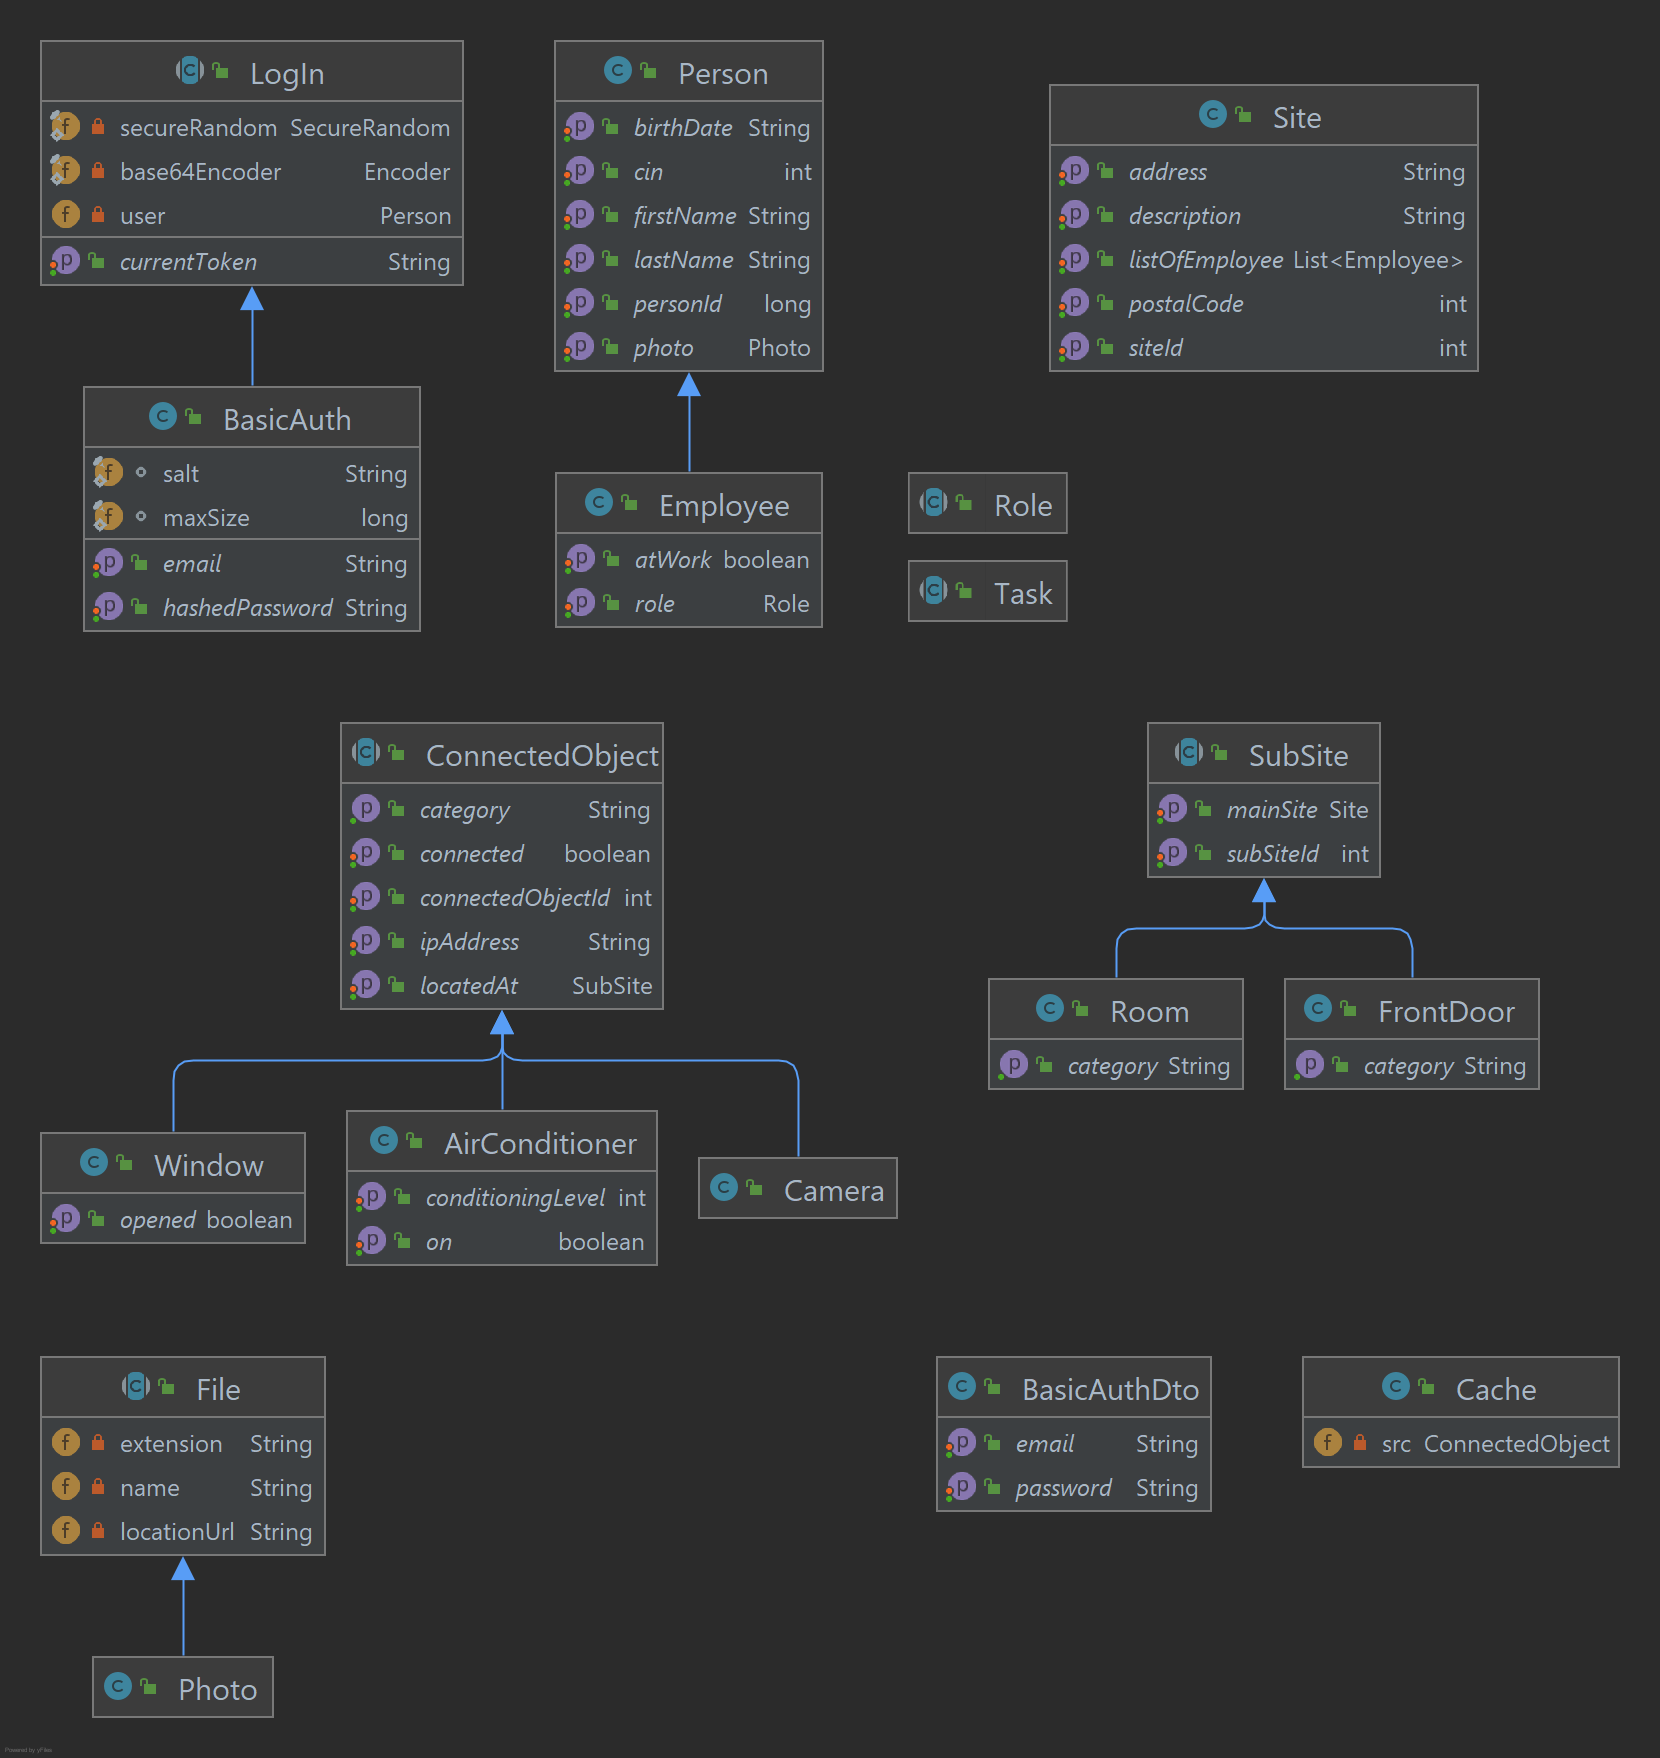 LogIn
secureRandom SecureRandom
base64Encoder Encoder
user Person
currentToken String
Person
birthDate String
cin int
firstName String
lastName String
personId long
photo Photo
Site
address String
description String
listOfEmployee List<Employee>
postalCode int
siteId int
BasicAuth
salt String
maxSize long
email String
hashedPassword String
Employee
atWork boolean
role Role
Role
Task
ConnectedObject
category String
connected boolean
connectedObjectId int
ipAddress String
locatedAt SubSite
SubSite
mainSite Site
subSiteId int
Room
category String
FrontDoor
category String
Window
opened boolean
AirConditioner
conditioningLevel int
on boolean
Camera
File
extension String
name String
locationUrl String
BasicAuthDto
email String
password String
Cache
src ConnectedObject
Photo
Powered by yFiles